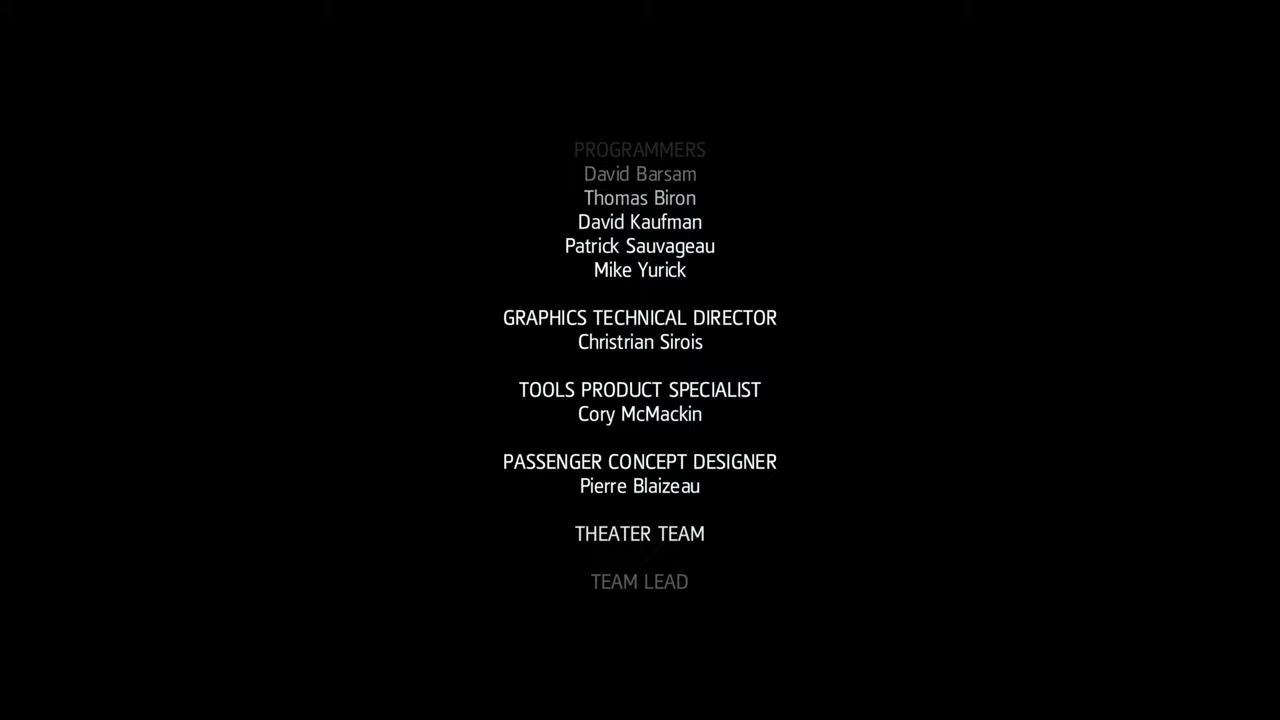 PROGRAMMERS
David Barsam
Thomas Biron
David Kaufman
Patrick Sauvageau
Mike Yurick
GRAPHICS TECHNICAL DIRECTOR
Christrian Sirois
TOOLS PRODUCT SPECIALIST
Cory McMackin
PASSENGER CONCEPT DESIGNER
Pierre Blaizeau
THEATER TEAM
TEAM LEAD